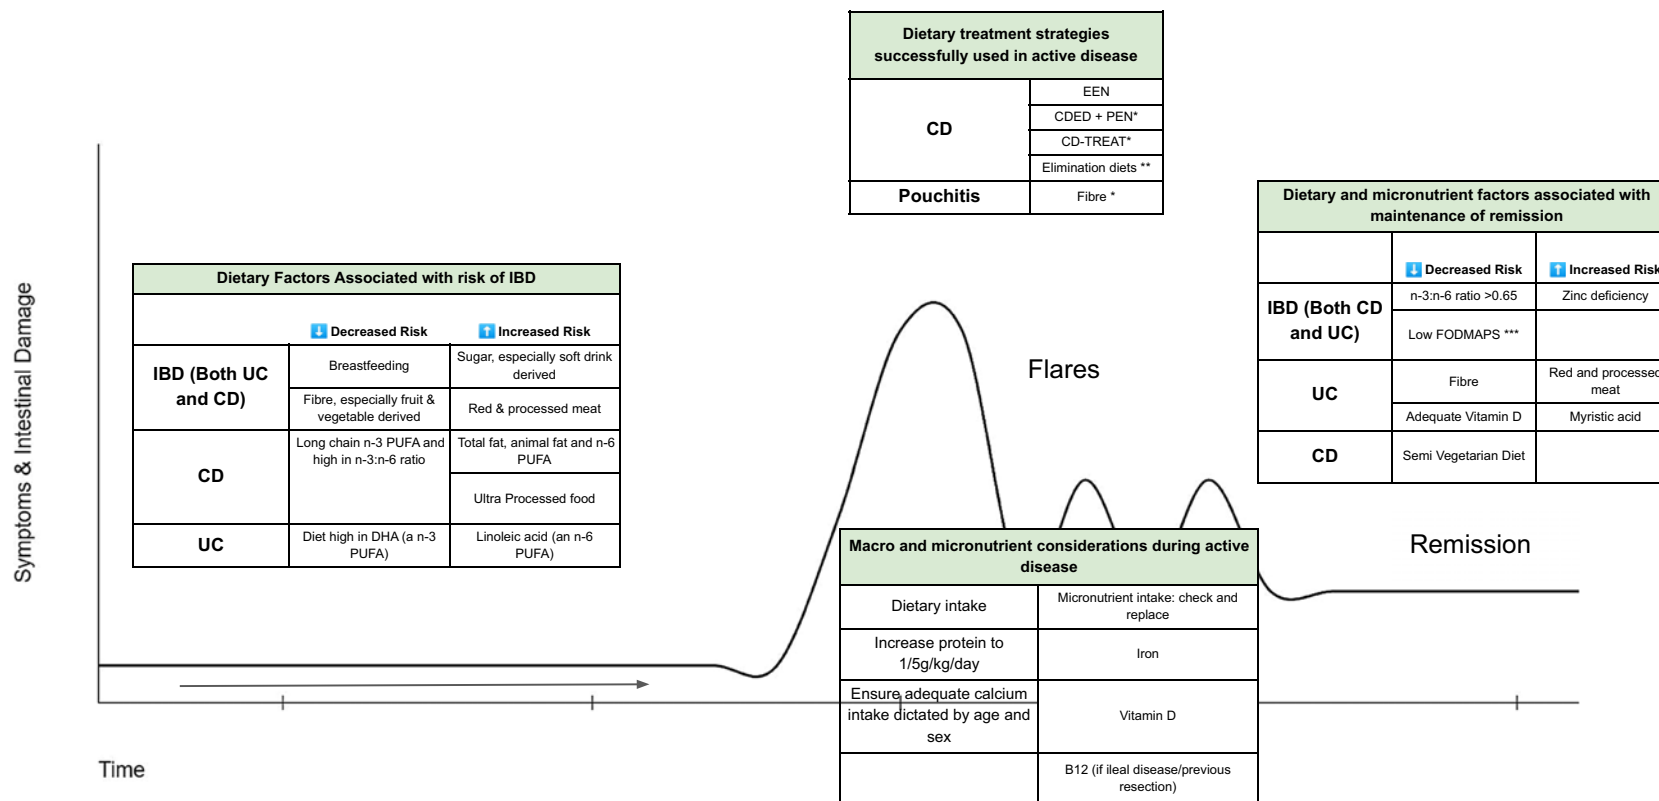 Dietary treatment strategies
successfully used in active disease
CD
EEN
CDED + PEN*
CD-TREAT*
Elimination diets **
Pouchitis
Fibre *
Dietary and micronutrient factors associated with
maintenance of remission
⬇ Decreased Risk
⬆ Increased Risk
IBD (Both CD
and UC)
n-3:n-6 ratio >0.65
Zinc deficiency
Low FODMAPS ***
UC
Fibre
Red and processed
meat
Adequate Vitamin D
Myristic acid
CD
Semi Vegetarian Diet
Dietary Factors Associated with risk of IBD
⬇ Decreased Risk
⬆ Increased Risk
IBD (Both UC
and CD)
Breastfeeding
Sugar, especially soft drink
derived
Fibre, especially fruit &
vegetable derived
Red & processed meat
CD
Long chain n-3 PUFA and
high in n-3:n-6 ratio
Total fat, animal fat and n-6
PUFA
Ultra Processed food
UC
Diet high in DHA (a n-3
PUFA)
Linoleic acid (an n-6
PUFA)
Symptoms & Intestinal Damage
Flares
Remission
Macro and micronutrient considerations during active
disease
Dietary intake
Micronutrient intake: check and
replace
Increase protein to
1/5g/kg/day
Iron
Ensure adequate calcium
intake dictated by age and
sex
Vitamin D
B12 (if ileal disease/previous
resection)
Time